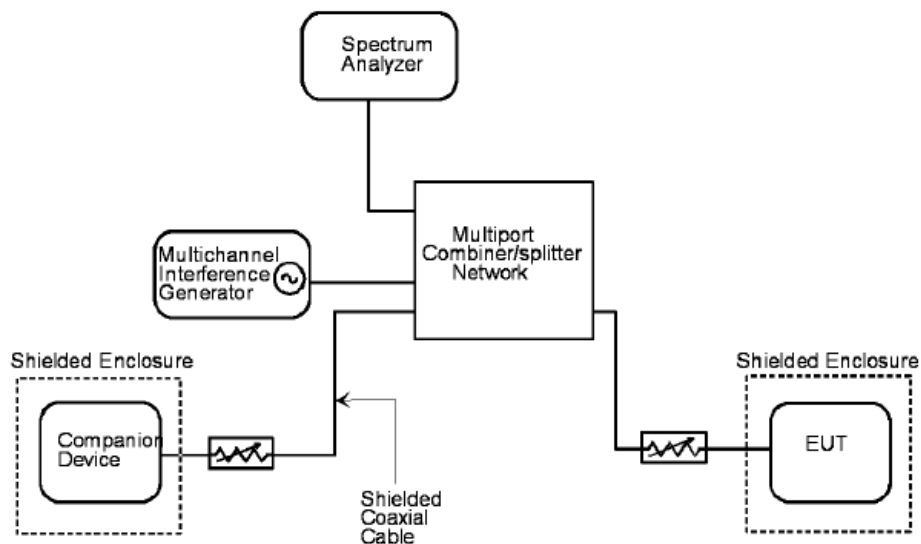 Spectrum
Analyzer
Multiport
Combiner/splitter
Network
Multichannel
Interference
Generator
Shielded Enclosure
Shielded Enclosure
Companion
Device
EUT
Shielded
Coaxial
Cable